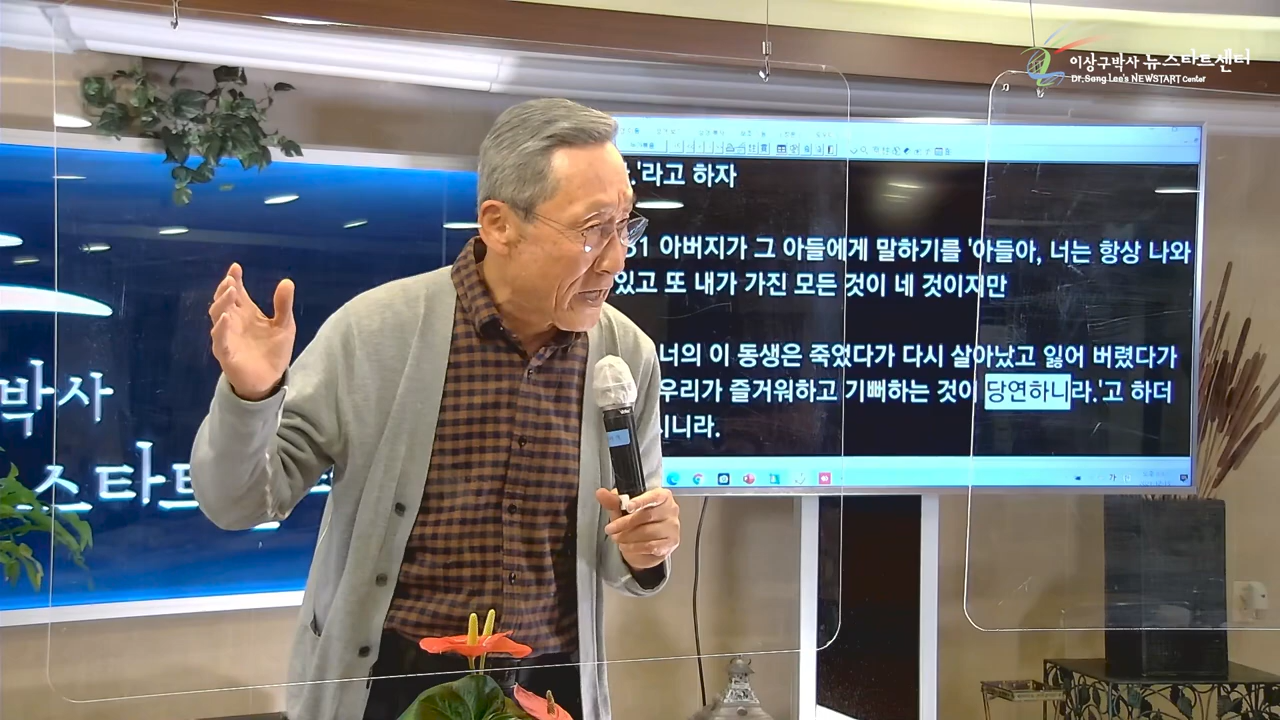 이상구박사 뉴스타트센터
Dr. Sang Lee's NEWSTART Center
.'라고 하자
31 아버지가 그 아들에게 말하기를 '아들아, 너는 항상 나와
있고 또 내가 가진 모든 것이 네 것이지만
너의 이 동생은 죽었다가 다시 살아났고 잃어 버렸다가
우리가 즐거워하고 기뻐하는 것이 당연하니라.'고 하더
시니라.
박사
스타트